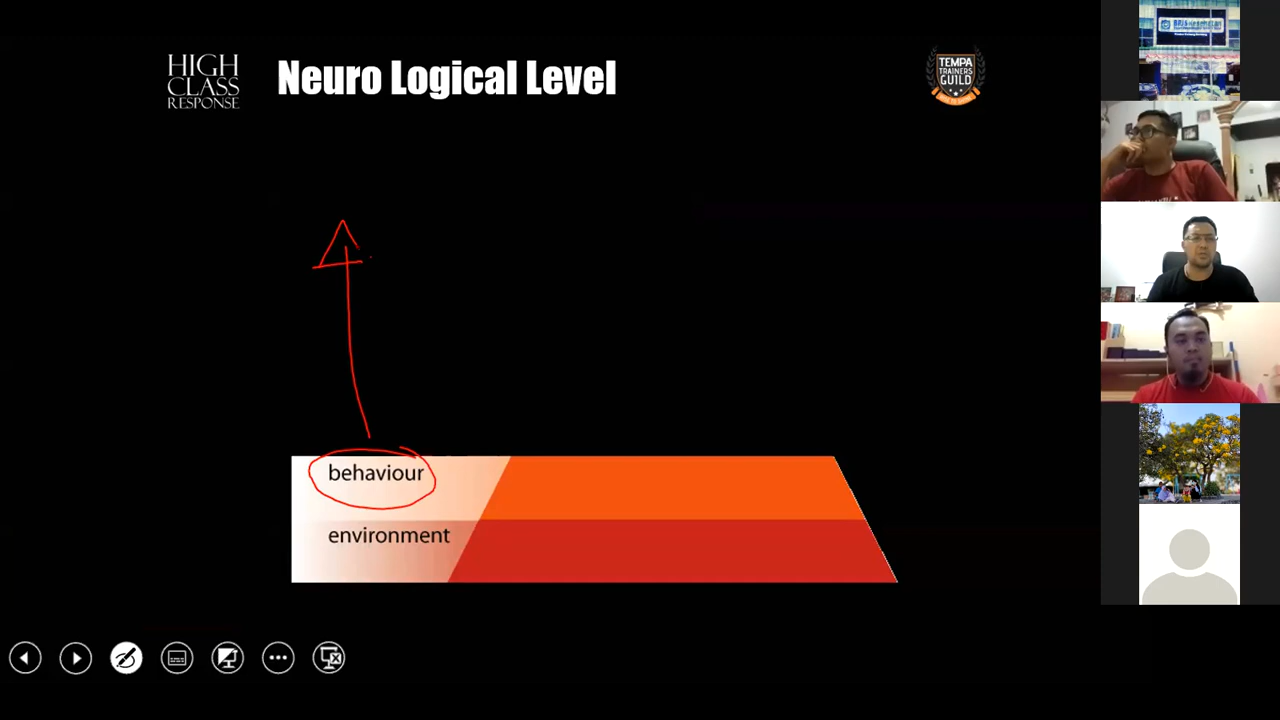 HIGH
CLASS
RESPONSE
Neuro Logical Level
TEMPA
TRAINERS
GUILD
behaviour
environment